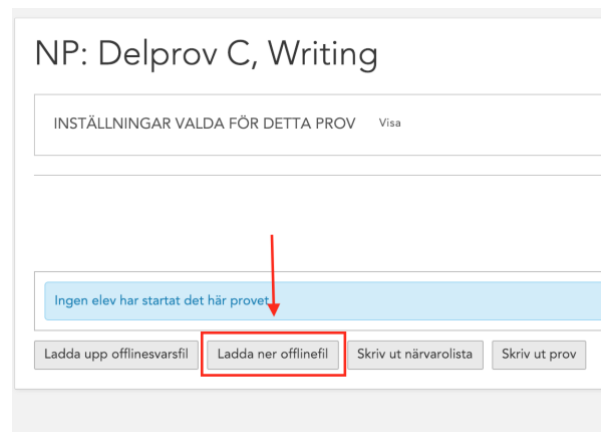 NP: Delprov C, Writing
INSTÄLLNINGAR VALDA FÖR DETTA PROV Visa
Ingen elev har startat det här provet
Ladda upp offlinesvarsfil Ladda ner offlinefil Skriv ut närvarolista Skriv ut prov